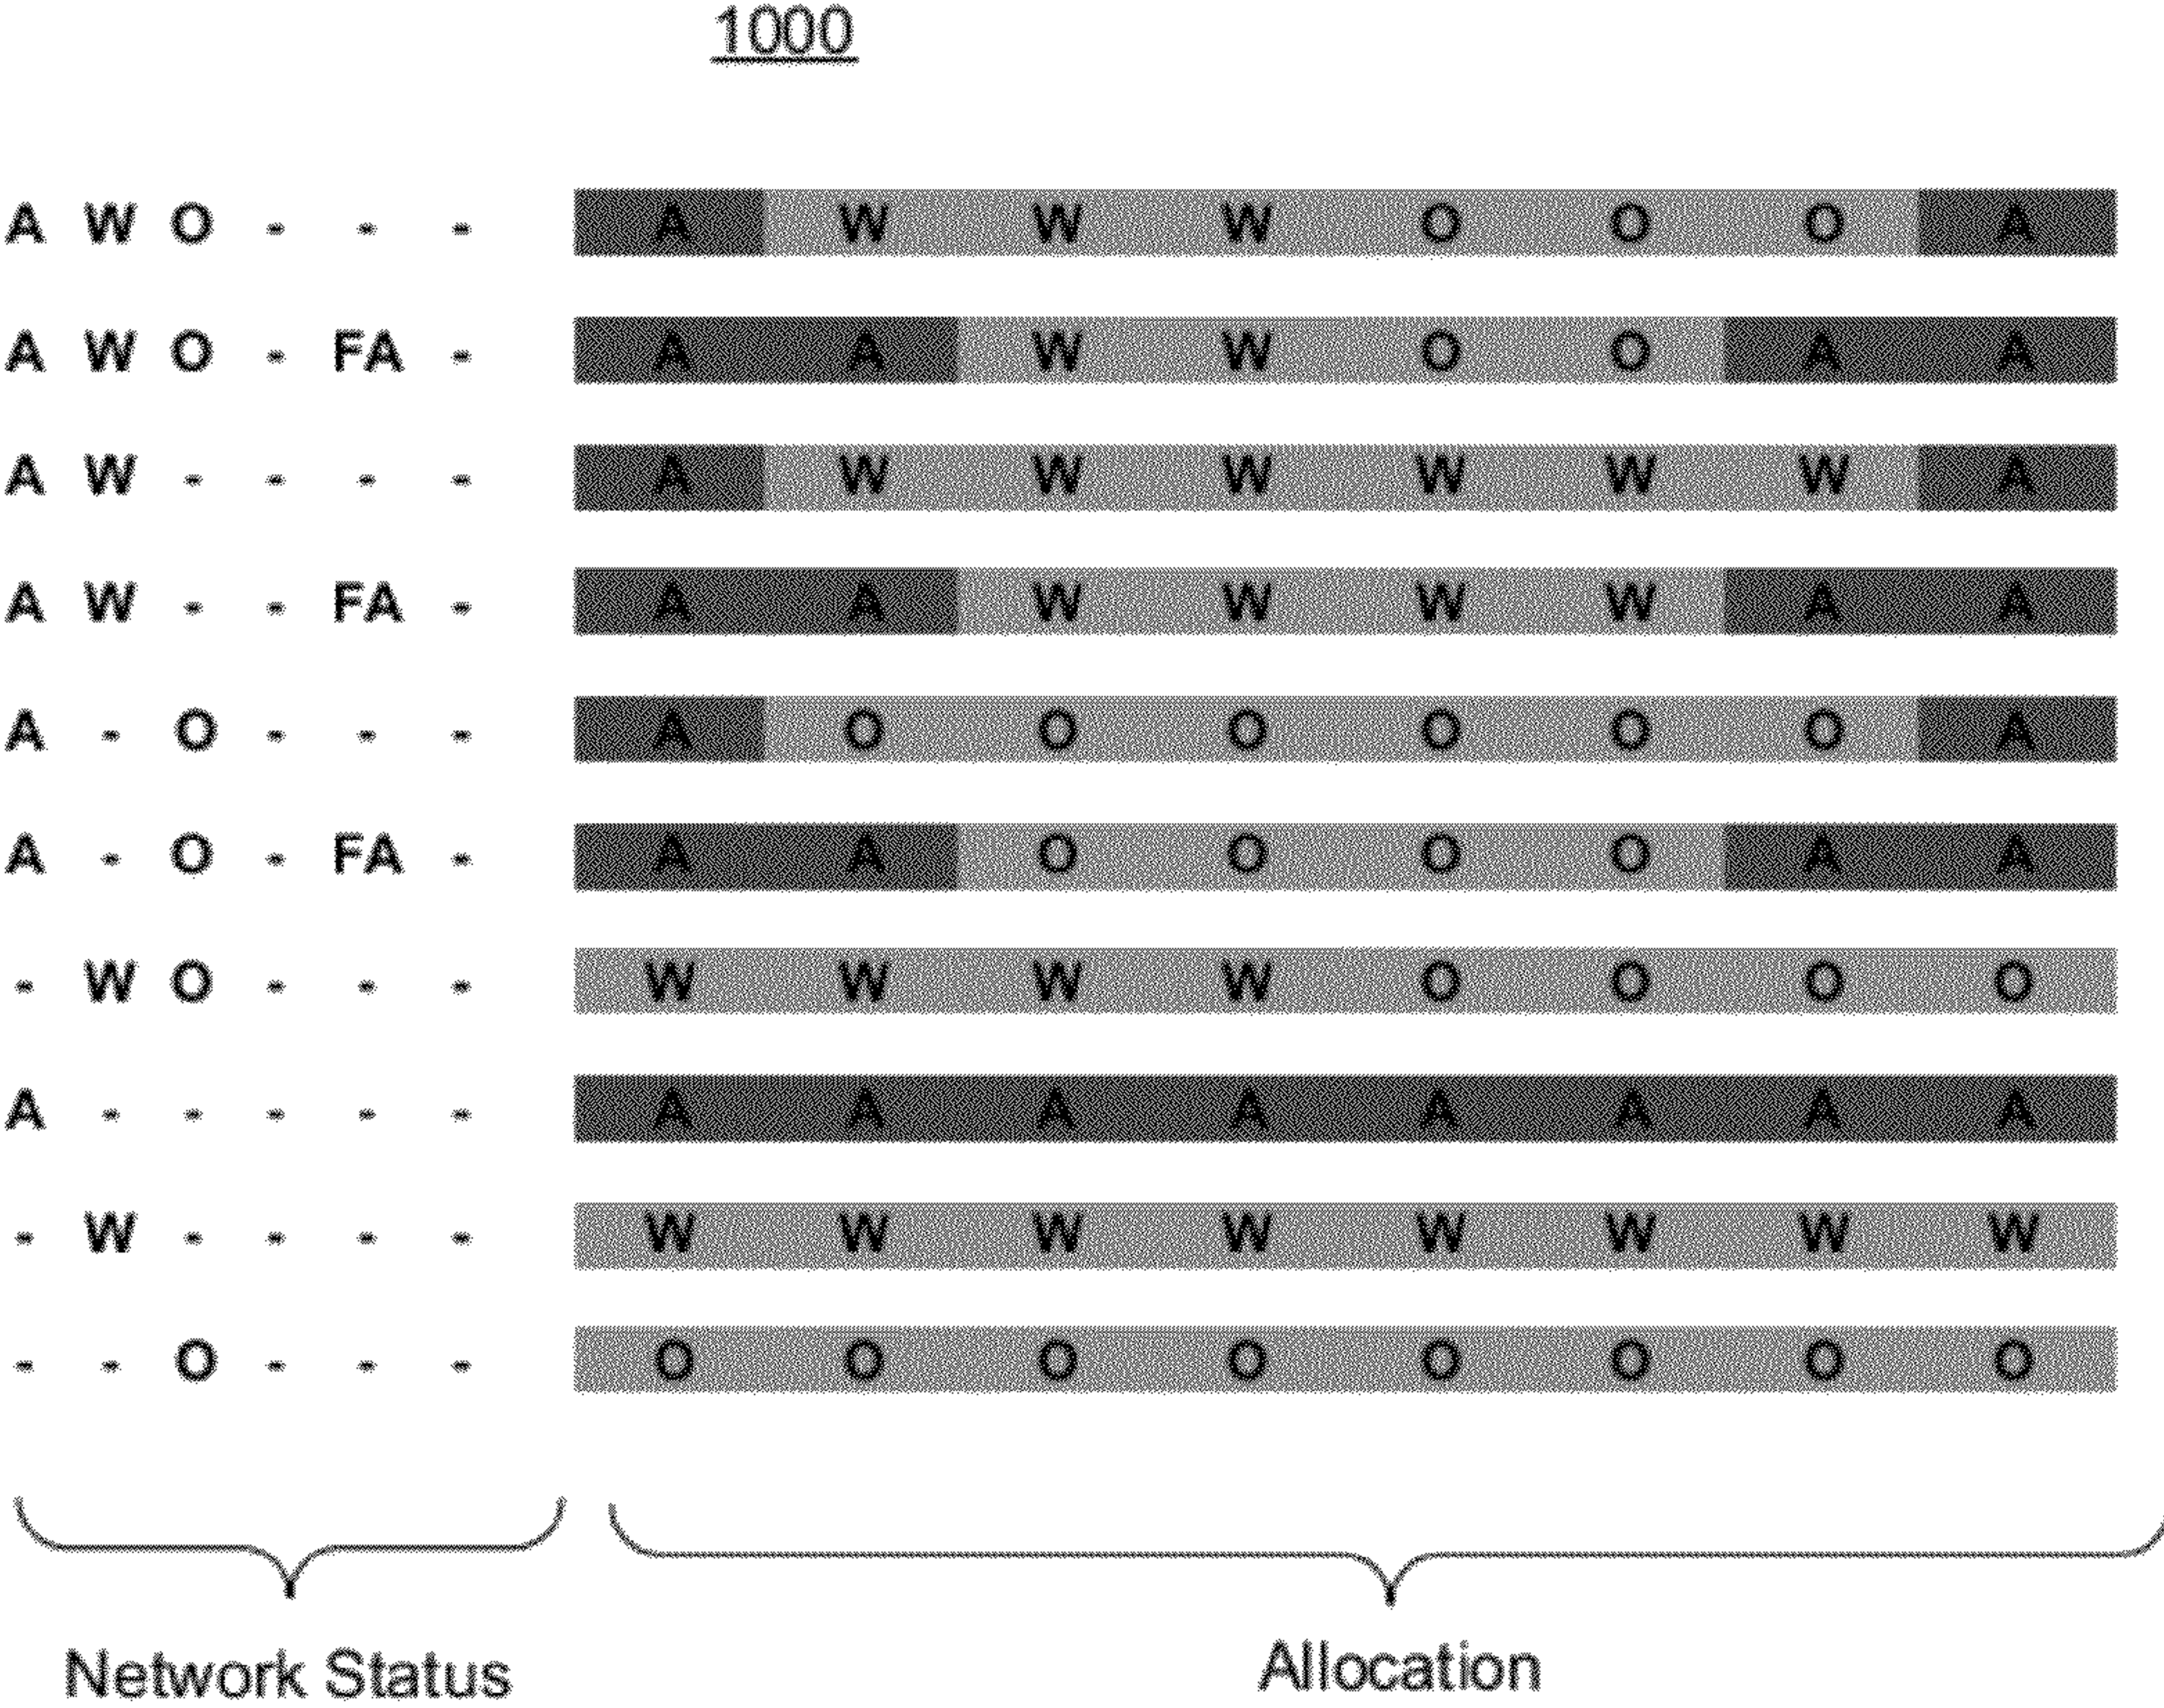 1000
A W O - - - A W W W O O O A
A W O - FA - A A W W O O A A
A W - - - - A W W W W W W A
A W - - FA - A A W W W W A A
A - O - - - A O O O O O O A
A - O - FA - A A O O O O A A
- W O - - - W W W W O O O O
A - - - - - A A A A A A A A
- W - - - - W W W W W W W W
- - O - - - O O O O O O O O
Network Status Allocation